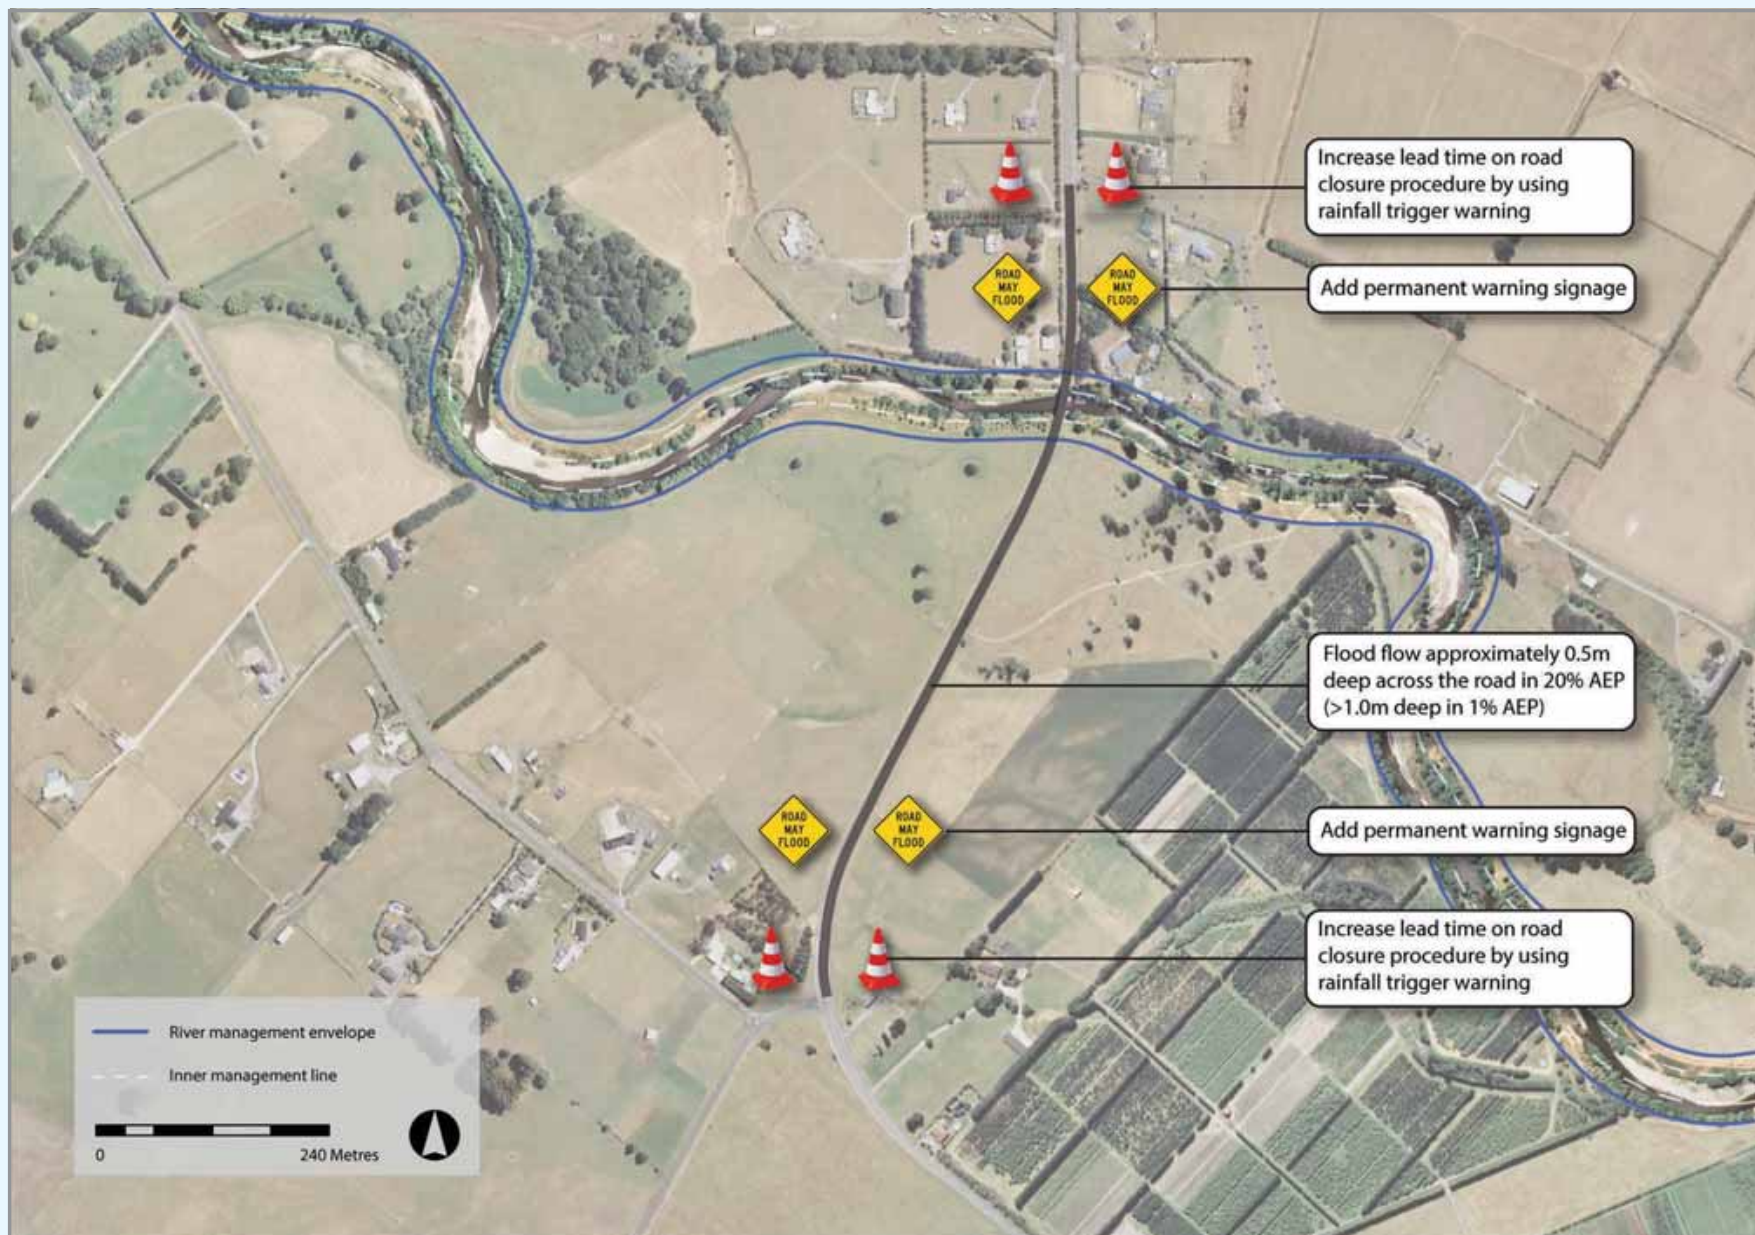 Increase lead time on road
closure procedure by using
rainfall trigger warning
ROAD
MAY
FLOOD
ROAD
MAY
FLOOD
Add permanent warning signage
Flood flow approximately 0.5m
deep across the road in 20% AEP
(>1.0m deep in 1% AEP)
ROAD
MAY
FLOOD
ROAD
MAY
FLOOD
Add permanent warning signage
Increase lead time on road
closure procedure by using
rainfall trigger warning
River management envelope
Inner management line
0 240 Metres